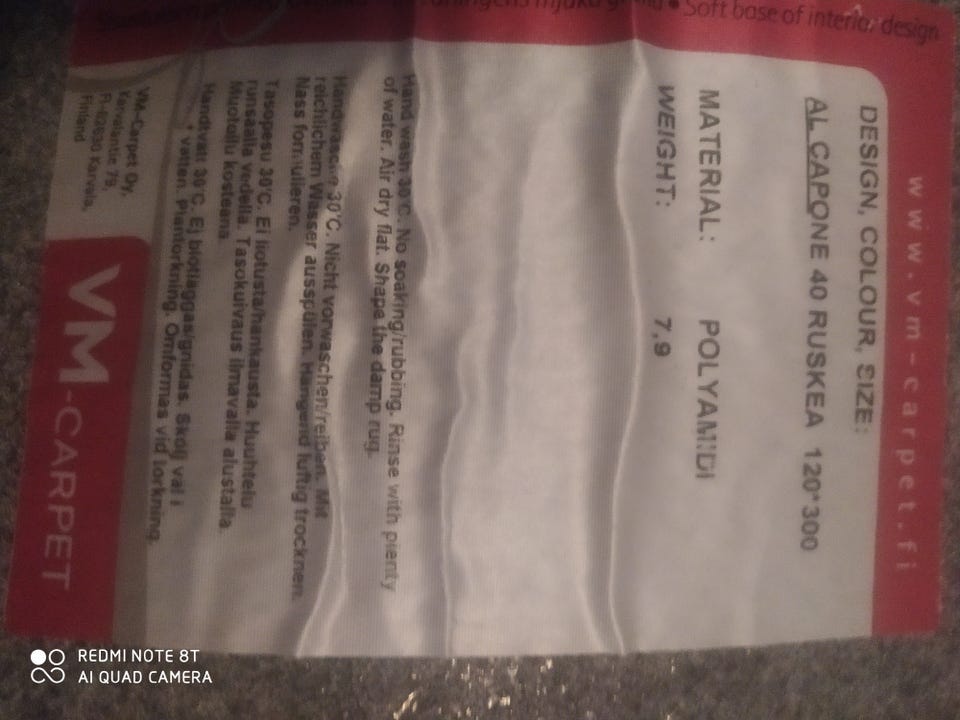 • Soft base of interior design
www.vm-carpet.fi
DESIGN, COLOUR, SIZE:
AL CAPONE 40 RUSKEA 120*300
MATERIAL: POLYAMIDI
WEIGHT: 7,9
Hand wash 30°C. No soaking/rubbing. Rinse with plenty
of water. Air dry flat. Shape the damp rug.
Handwäsche 30°C. Nicht vorwaschen/reiben. Mit
reichlichem Wasser ausspülen. Hängend luftig trocknen.
Nass formulieren.
Tasopesu 30°C. Ei liotusta/hankausta. Huuhtelu
runsaalla vedellä. Tasokuivaus ilmavalla alustalla.
Muotoilu kosteana.
Handtvätt 30°C. Ej blötläggas/gnidas. Skölj väl i
vatten. Plantorkning. Omformas vid torkning.
VM-Carpet Oy,
FI-62630 Karvala,
Finland
VM-CARPET
REDMI NOTE 8T
AI QUAD CAMERA